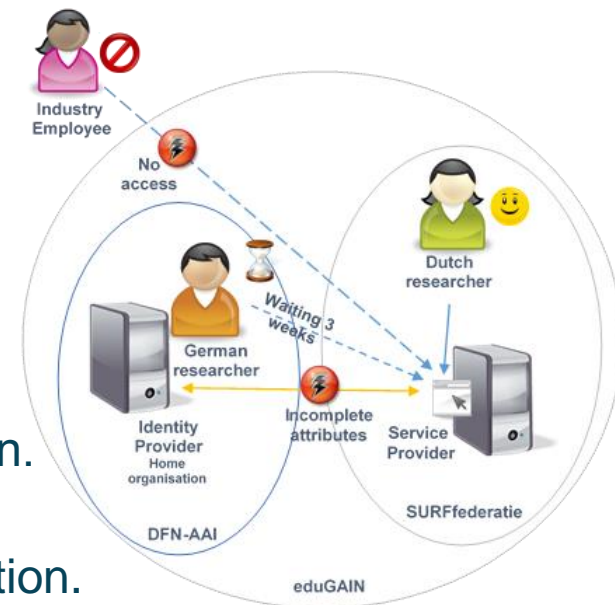 Industry
Employee
No
access
Dutch
researcher
Waiting 3
weeks
German
researcher
Incomplete
attributes
Identity
Provider
Home
organisation
Service
Provider
n.
SURFfederatie
DFN-AAI
tion.
eduGAIN